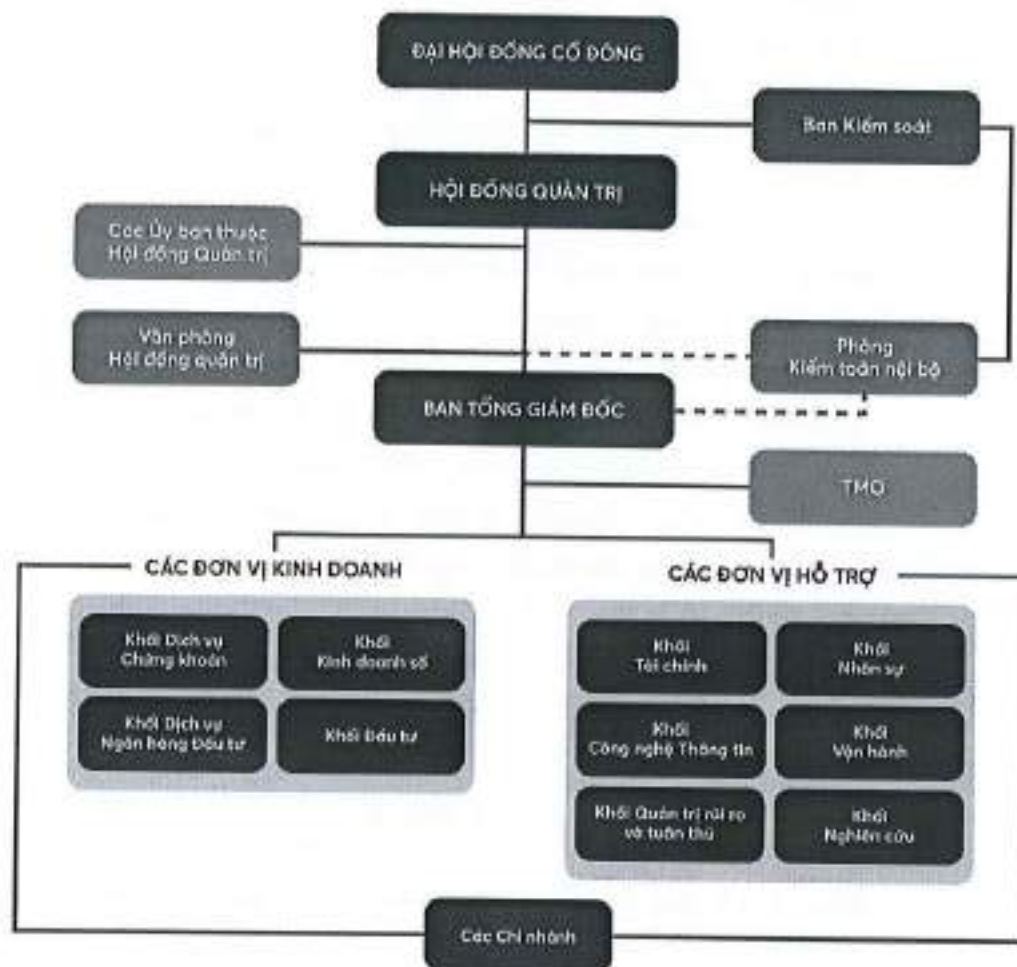 ĐẠI HỘI ĐỒNG CỔ ĐÔNG
Ban Kiểm soát
HỘI ĐỒNG QUẢN TRỊ
Các Ủy ban thuộc
Hội đồng Quản trị
Văn phòng
Hội đồng quản trị
Phòng
Kiểm toán nội bộ
BAN TỔNG GIÁM ĐỐC
TMO
CÁC ĐƠN VỊ KINH DOANH
CÁC ĐƠN VỊ HỖ TRỢ
Khối Dịch vụ
Chứng khoán
Khối
Kinh doanh số
Khối Dịch vụ
Ngân hàng Đầu tư
Khối Đầu tư
Khối
Tài chính
Khối
Nhân sự
Khối
Công nghệ Thông tin
Khối
Vận hành
Khối Quản trị rủi ro
và tuân thủ
Khối
Nghiên cứu
Các Chi nhánh